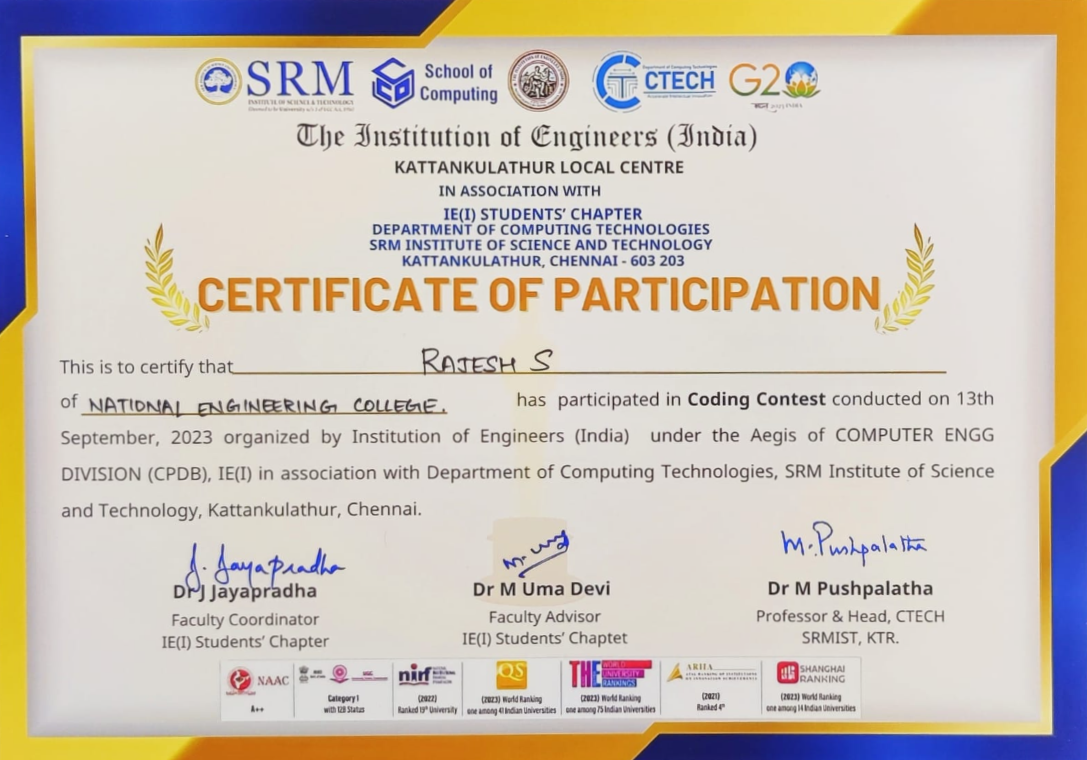 SRM
INSTITUTE OF SCIENCE & TECHNOLOGY
School of
Computing
Department of Computing Technologies
CTECH
G20
The Institution of Engineers (India)
KATTANKULATHUR LOCAL CENTRE
IN ASSOCIATION WITH
IE(I) STUDENTS’ CHAPTER
DEPARTMENT OF COMPUTING TECHNOLOGIES
SRM INSTITUTE OF SCIENCE AND TECHNOLOGY
KATTANKULATHUR, CHENNAI - 603 203
CERTIFICATE OF PARTICIPATION
This is to certify that RAJESH S
of NATIONAL ENGINEERING COLLEGE. has participated in Coding Contest conducted on 13th
September, 2023 organized by Institution of Engineers (India) under the Aegis of COMPUTER ENGG
DIVISION (CPDB), IE(I) in association with Department of Computing Technologies, SRM Institute of Science
and Technology, Kattankulathur, Chennai.
J. Jayapradha
M. Pushpalatha
Dr J Jayapradha
Dr M Uma Devi
Dr M Pushpalatha
Faculty Coordinator
Faculty Advisor
Professor & Head, CTECH
IE(I) Students’ Chapter
IE(I) Students’ Chaptet
SRMIST, KTR.
NAAC
A++
UGC
Category 1
with 12B Status
nirf
(2022)
Ranked 19th University
QS
(2023) World Ranking
one among 41 Indian Universities
THE WORLD UNIVERSITY RANKINGS
(2023) World Ranking
one among 75 Indian Universities
ARIIA
(2021)
Ranked 4th
SHANGHAI
RANKING
(2023) World Ranking
one among 14 Indian Universities